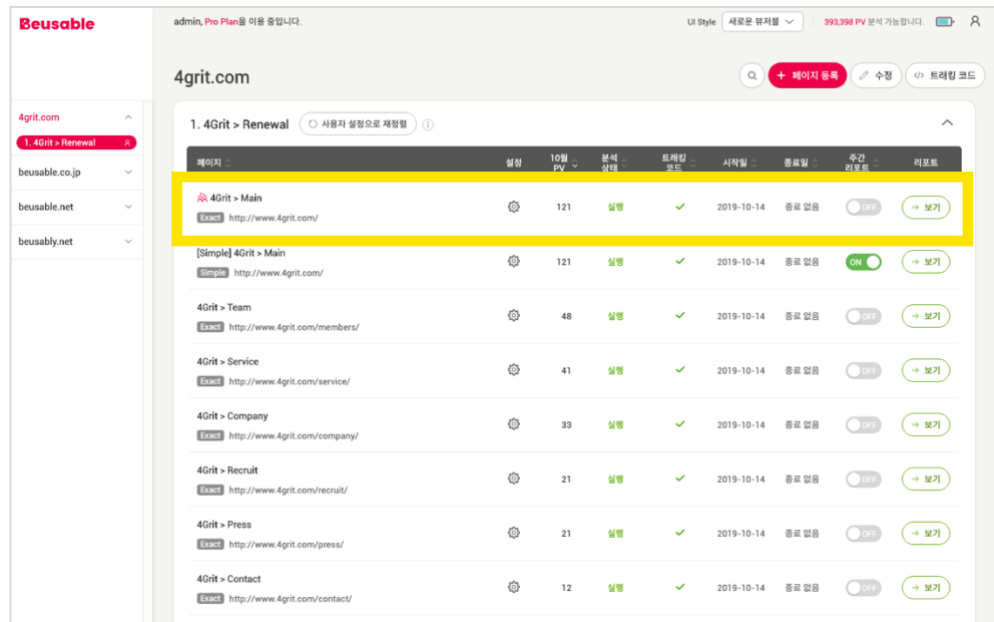 Beusable
admin, Pro Plan을 이용 중입니다.
UI Style 새로운 뷰저블 393,398 PV 분석 가능합니다.
4grit.com
+ 페이지 등록 수정 </> 트래킹 코드
4grit.com
1. 4Grit > Renewal
beusable.co.jp
beusable.net
beusably.net
1. 4Grit > Renewal 사용자 설정으로 재정렬
페이지 설정 10월 PV 분석 상태 트래킹 코드 시작일 종료일 주간 리포트 리포트
4Grit > Main
Exact http://www.4grit.com/ 121 실행 2019-10-14 종료 없음 OFF → 보기
[Simple] 4Grit > Main
Simple http://www.4grit.com/ 121 실행 2019-10-14 종료 없음 ON → 보기
4Grit > Team
Exact http://www.4grit.com/members/ 48 실행 2019-10-14 종료 없음 OFF → 보기
4Grit > Service
Exact http://www.4grit.com/service/ 41 실행 2019-10-14 종료 없음 OFF → 보기
4Grit > Company
Exact http://www.4grit.com/company/ 33 실행 2019-10-14 종료 없음 OFF → 보기
4Grit > Recruit
Exact http://www.4grit.com/recruit/ 21 실행 2019-10-14 종료 없음 OFF → 보기
4Grit > Press
Exact http://www.4grit.com/press/ 21 실행 2019-10-14 종료 없음 OFF → 보기
4Grit > Contact
Exact http://www.4grit.com/contact/ 12 실행 2019-10-14 종료 없음 OFF → 보기